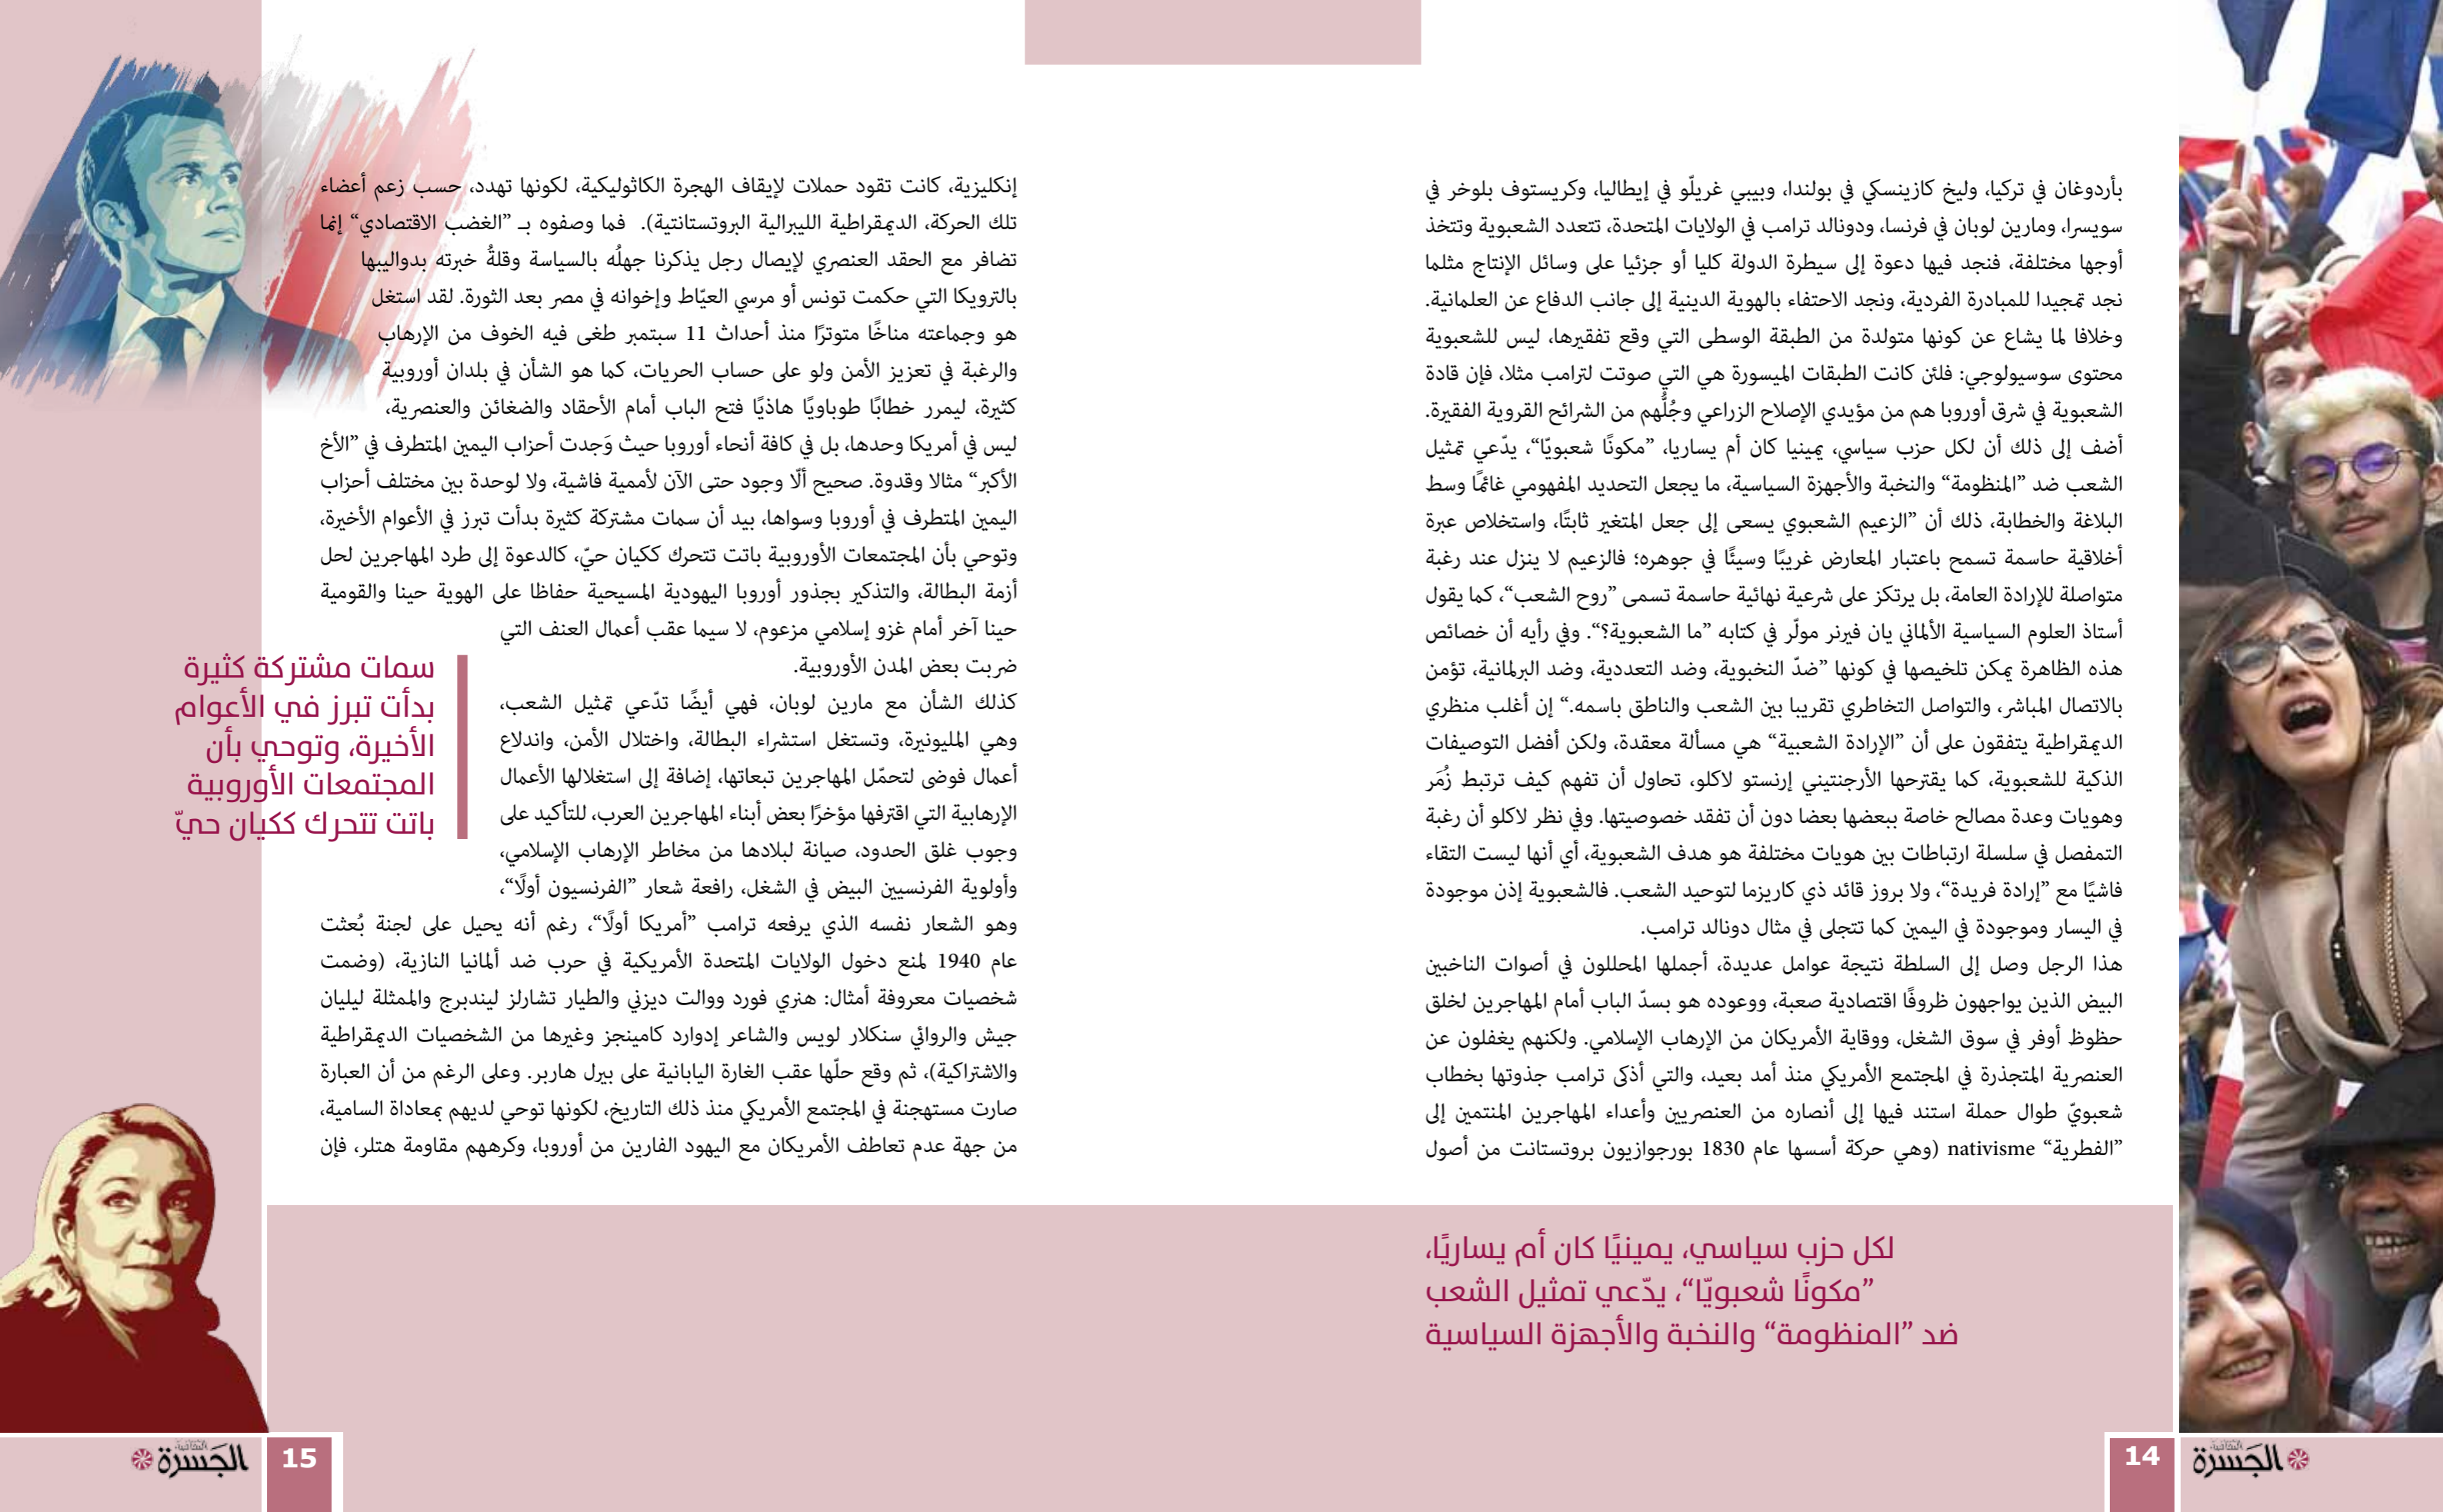 بأردوغان في تركيا، وليخ كازينسكي في بولندا، وبيبي غريلّو في إيطاليا، وكريستوف بلوخر في
سويسرا، ومارين لوبان في فرنسا، ودونالد ترامب في الولايات المتحدة، تتعدد الشعبوية وتتخذ
أوجها مختلفة، فنجد فيها دعوة إلى سيطرة الدولة كليا أو جزئيا على وسائل الإنتاج مثلما
نجد تمجيدا للمبادرة الفردية، ونجد الاحتفاء بالهوية الدينية إلى جانب الدفاع عن العلمانية.
وخلافا لما يشاع عن كونها متولدة من الطبقة الوسطى التي وقع تفقيرها، ليس للشعبوية
محتوى سوسيولوجي: فلئن كانت الطبقات الميسورة هي التي صوتت لترامب مثلا، فإن قادة
الشعبوية في شرق أوروبا هم من مؤيدي الإصلاح الزراعي وجُلُّهم من الشرائح القروية الفقيرة.
أضف إلى ذلك أن لكل حزب سياسي، يمينيا كان أم يساريا، ”مكونًا شعبويّا“، يدّعي تمثيل
الشعب ضد ”المنظومة“ والنخبة والأجهزة السياسية، ما يجعل التحديد المفهومي غائمًا وسط
البلاغة والخطابة، ذلك أن ”الزعيم الشعبوي يسعى إلى جعل المتغير ثابتًا، واستخلاص عبرة
أخلاقية حاسمة تسمح باعتبار المعارض غريبًا وسيئًا في جوهره؛ فالزعيم لا ينزل عند رغبة
متواصلة للإرادة العامة، بل يرتكز على شرعية نهائية حاسمة تسمى ”روح الشعب“، كما يقول
أستاذ العلوم السياسية الألماني يان فيرنر مولّر في كتابه ”ما الشعبوية؟“. وفي رأيه أن خصائص
هذه الظاهرة يمكن تلخيصها في كونها ”ضدّ النخبوية، وضد التعددية، وضد البرلمانية، تؤمن
بالاتصال المباشر، والتواصل التخاطري تقريبا بين الشعب والناطق باسمه.“ إن أغلب منظري
الديمقراطية يتفقون على أن ”الإرادة الشعبية“ هي مسألة معقدة، ولكن أفضل التوصيفات
الذكية للشعبوية، كما يقترحها الأرجنتيني إرنستو لاكلو، تحاول أن تفهم كيف ترتبط زُمَر
وهويات وعدة مصالح خاصة ببعضها بعضا دون أن تفقد خصوصيتها. وفي نظر لاكلو أن رغبة
التمفصل في سلسلة ارتباطات بين هويات مختلفة هو هدف الشعبوية، أي أنها ليست التقاء
فاشيًا مع ”إرادة فريدة“، ولا بروز قائد ذي كاريزما لتوحيد الشعب. فالشعبوية إذن موجودة
في اليسار وموجودة في اليمين كما تتجلى في مثال دونالد ترامب.
هذا الرجل وصل إلى السلطة نتيجة عوامل عديدة، أجملها المحللون في أصوات الناخبين
البيض الذين يواجهون ظروفًا اقتصادية صعبة، ووعوده هو بسدّ الباب أمام المهاجرين لخلق
حظوظ أوفر في سوق الشغل، ووقاية الأمريكان من الإرهاب الإسلامي. ولكنهم يغفلون عن
العنصرية المتجذرة في المجتمع الأمريكي منذ أمد بعيد، والتي أذكى ترامب جذوتها بخطاب
شعبويّ طوال حملة استند فيها إلى أنصاره من العنصريين وأعداء المهاجرين المنتمين إلى
”الفطرية“ nativisme (وهي حركة أسسها عام 1830 بورجوازيون بروتستانت من أصول
لكل حزب سياسي، يمينيًا كان أم يساريًا،
”مكونًا شعبويّا“، يدّعي تمثيل الشعب
ضد ”المنظومة“ والنخبة والأجهزة السياسية
14
الجَسرَة
الثقافية
إنكليزية، كانت تقود حملات لإيقاف الهجرة الكاثوليكية، لكونها تهدد، حسب زعم أعضاء
تلك الحركة، الديمقراطية الليبرالية البروتستانتية). فما وصفوه بـ ”الغضب الاقتصادي“ إنما
تضافر مع الحقد العنصري لإيصال رجل يذكرنا جهلُه بالسياسة وقلةُ خبرته بدواليبها
بالترويكا التي حكمت تونس أو مرسي العيّاط وإخوانه في مصر بعد الثورة. لقد استغل
هو وجماعته مناخًا متوترًا منذ أحداث 11 سبتمبر طغى فيه الخوف من الإرهاب
والرغبة في تعزيز الأمن ولو على حساب الحريات، كما هو الشأن في بلدان أوروبية
كثيرة، ليمرر خطابًا طوباويًا هاذيًا فتح الباب أمام الأحقاد والضغائن والعنصرية،
ليس في أمريكا وحدها، بل في كافة أنحاء أوروبا حيث وَجدت أحزاب اليمين المتطرف في ”الأخ
الأكبر“ مثالا وقدوة. صحيح ألّا وجود حتى الآن لأممية فاشية، ولا لوحدة بين مختلف أحزاب
اليمين المتطرف في أوروبا وسواها، بيد أن سمات مشتركة كثيرة بدأت تبرز في الأعوام الأخيرة،
وتوحي بأن المجتمعات الأوروبية باتت تتحرك ككيان حيّ، كالدعوة إلى طرد المهاجرين لحل
أزمة البطالة، والتذكير بجذور أوروبا اليهودية المسيحية حفاظا على الهوية حينا والقومية
حينا آخر أمام غزو إسلامي مزعوم، لا سيما عقب أعمال العنف التي
ضربت بعض المدن الأوروبية.
كذلك الشأن مع مارين لوبان، فهي أيضًا تدّعي تمثيل الشعب،
وهي المليونيرة، وتستغل استشراء البطالة، واختلال الأمن، واندلاع
أعمال فوضى لتحمّل المهاجرين تبعاتها، إضافة إلى استغلالها الأعمال
الإرهابية التي اقترفها مؤخرًا بعض أبناء المهاجرين العرب، للتأكيد على
وجوب غلق الحدود، صيانة لبلادها من مخاطر الإرهاب الإسلامي،
وأولوية الفرنسيين البيض في الشغل، رافعة شعار ”الفرنسيون أولًا“،
وهو الشعار نفسه الذي يرفعه ترامب ”أمريكا أولًا“، رغم أنه يحيل على لجنة بُعثت
عام 1940 لمنع دخول الولايات المتحدة الأمريكية في حرب ضد ألمانيا النازية، (وضمت
شخصيات معروفة أمثال: هنري فورد ووالت ديزني والطيار تشارلز ليندبرج والممثلة ليليان
جيش والروائي سنكلار لويس والشاعر إدوارد كامينجز وغيرها من الشخصيات الديمقراطية
والاشتراكية)، ثم وقع حلّها عقب الغارة اليابانية على بيرل هاربر. وعلى الرغم من أن العبارة
صارت مستهجنة في المجتمع الأمريكي منذ ذلك التاريخ، لكونها توحي لديهم بمعاداة السامية،
من جهة عدم تعاطف الأمريكان مع اليهود الفارين من أوروبا، وكرههم مقاومة هتلر، فإن
سمات مشتركة كثيرة
بدأت تبرز في الأعوام
الأخيرة، وتوحي بأن
المجتمعات الأوروبية
باتت تتحرك ككيان حيّ
15
الجَسرَة
الثقافية